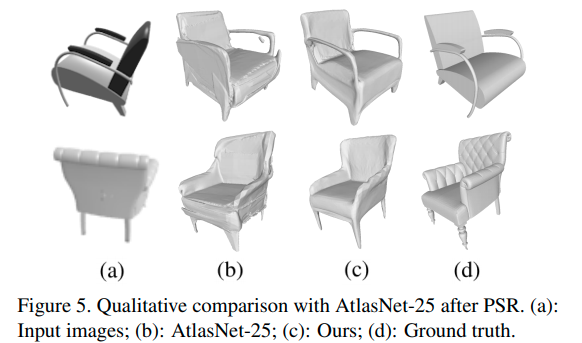 (a) (b) (c) (d)
Figure 5. Qualitative comparison with AtlasNet-25 after PSR. (a):
Input images; (b): AtlasNet-25; (c): Ours; (d): Ground truth.